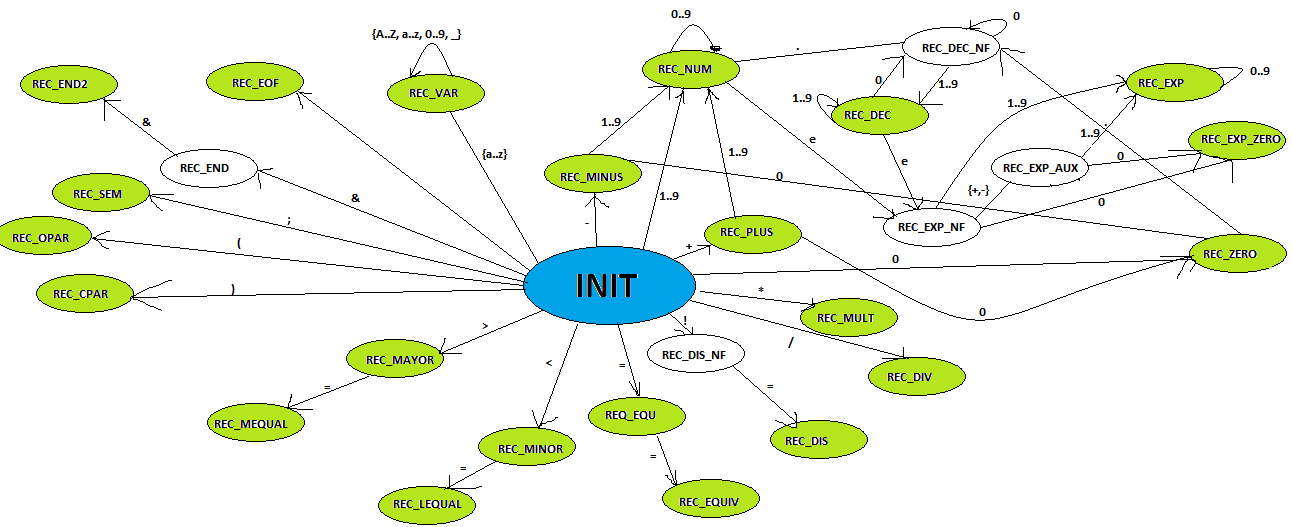 0..9
0
{A..Z, a..z, 0..9, _}
.
REC_DEC_NF
REC_END2
REC_EOF
REC_VAR
REC_NUM
0
1..9
REC_EXP
0..9
1..9
REC_DEC
1..9
&
1..9
1..9
1..9
e
e
REC_EXP_ZERO
REC_END
{a..z}
1..9
REC_EXP_AUX
0
REC_SEM
REC_MINUS
0
1..9
{+,-}
0
&
;
-
REC_PLUS
REC_EXP_NF
REC_OPAR
(
+
0
REC_ZERO
REC_CPAR
)
INIT
*
0
REC_MULT
>
!
/
REC_MAYOR
<
=
REC_DIS_NF
REC_DIV
=
=
REC_MEQUAL
REQ_EQU
REC_DIS
REC_MINOR
=
=
REC_LEQUAL
REC_EQUIV